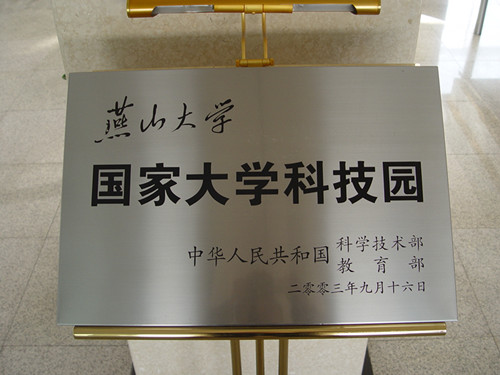 燕山大学
国家大学科技园
中华人民共和国 科学技术部
教育部
二零零三年九月十六日